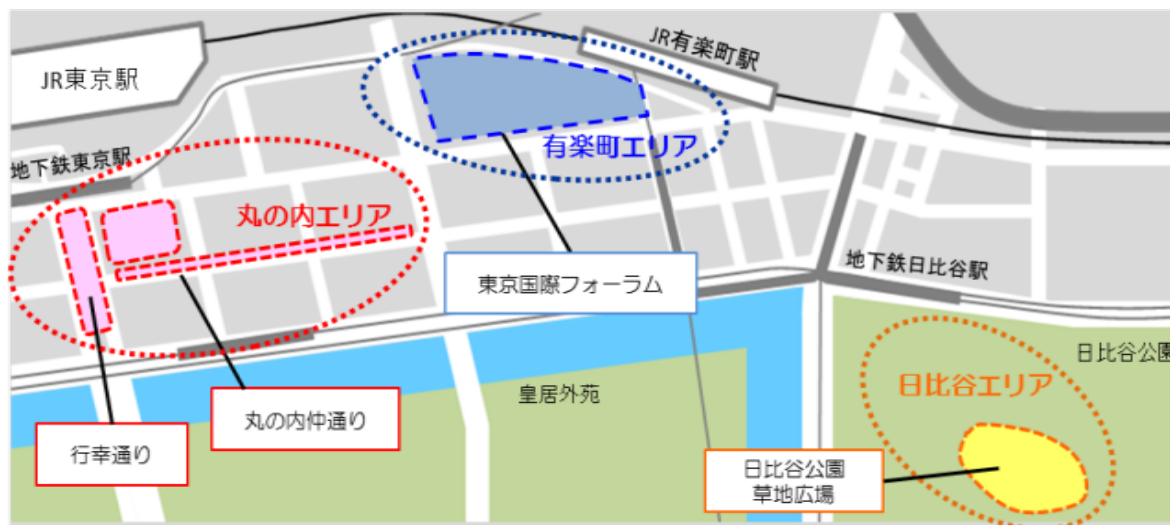 JR東京駅
JR有楽町駅
地下鉄東京駅
有楽町エリア
丸の内エリア
東京国際フォーラム
地下鉄日比谷駅
日比谷公園
皇居外苑
日比谷エリア
丸の内仲通り
行幸通り
日比谷公園
草地広場